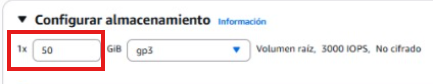 ▼ Configurar almacenamiento Información
1x 50 GiB gp3 Volumen raíz, 3000 IOPS, No cifrado